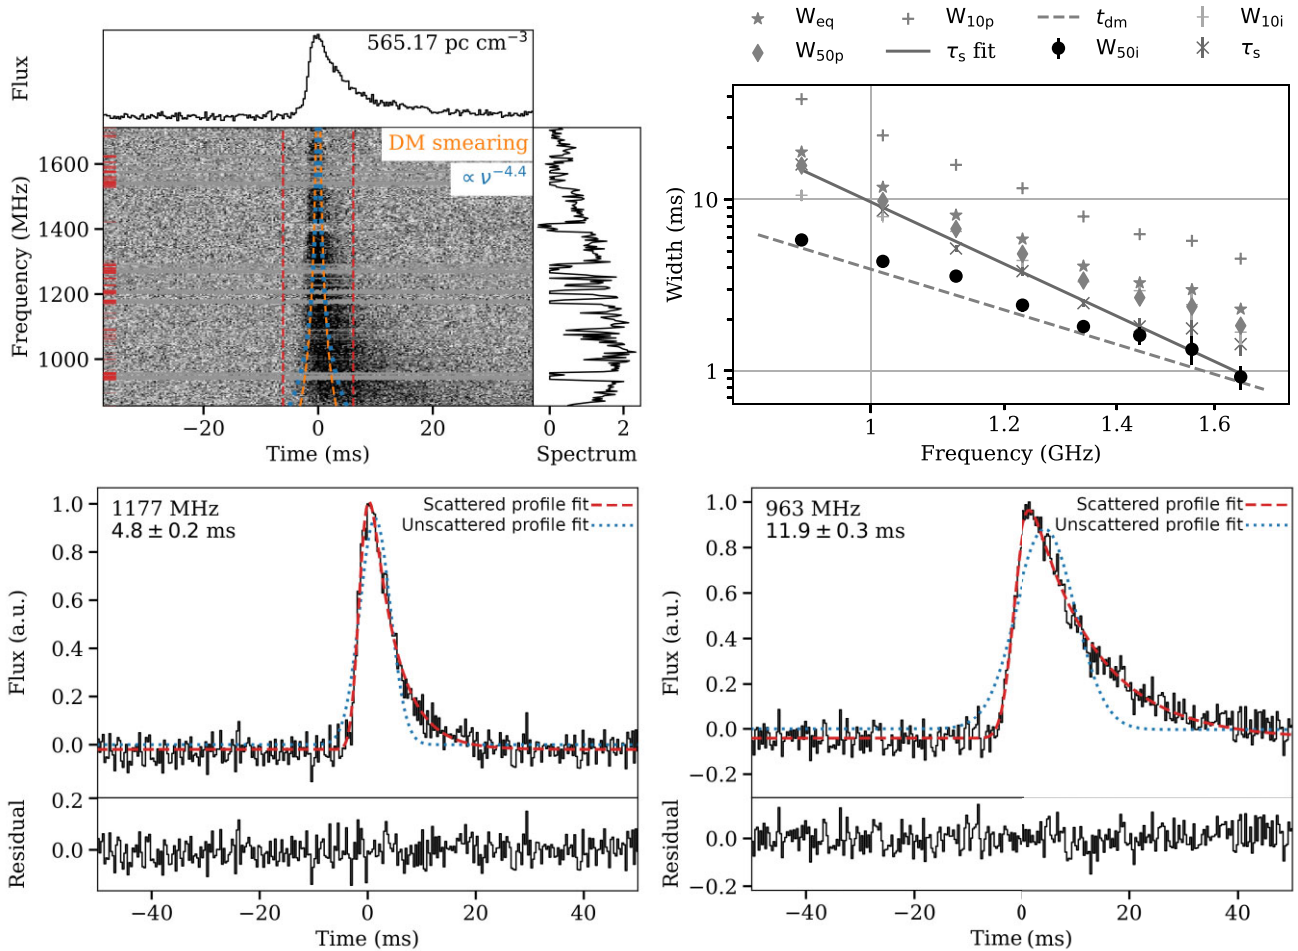 565.17 pc cm⁻³
Flux
DM smearing
∝ ν⁻⁴·⁴
1600
1400
1200
1000
Frequency (MHz)
−20 0 20
Time (ms)
0 2
Spectrum
W_eq W_10p t_dm W_10i
W_50p τ_s fit W_50i τ_s
10
1
Width (ms)
1 1.2 1.4 1.6
Frequency (GHz)
1177 MHz
4.8 ± 0.2 ms
Scattered profile fit
Unscattered profile fit
1.0
0.8
0.6
0.4
0.2
0.0
Flux (a.u.)
0.2
0.0
Residual
−40 −20 0 20 40
Time (ms)
963 MHz
11.9 ± 0.3 ms
Scattered profile fit
Unscattered profile fit
1.0
0.8
0.6
0.4
0.2
0.0
−0.2
Flux (a.u.)
0.0
−0.2
Residual
−40 −20 0 20 40
Time (ms)